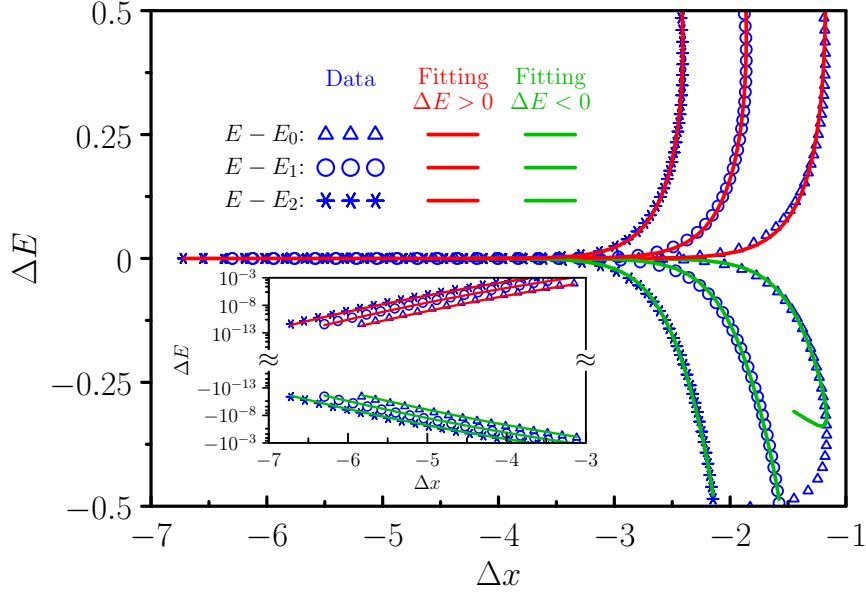 0.5
Data Fitting Fitting
ΔE > 0 ΔE < 0
E − E₀:
E − E₁:
E − E₂:
0.25
0
−0.25
−0.5
ΔE
10⁻³
10⁻⁸
10⁻¹³
≈ ≈
−10⁻¹³
−10⁻⁸
−10⁻³
ΔE
−7 −6 −5 −4 −3
Δx
−7 −6 −5 −4 −3 −2 −1
Δx